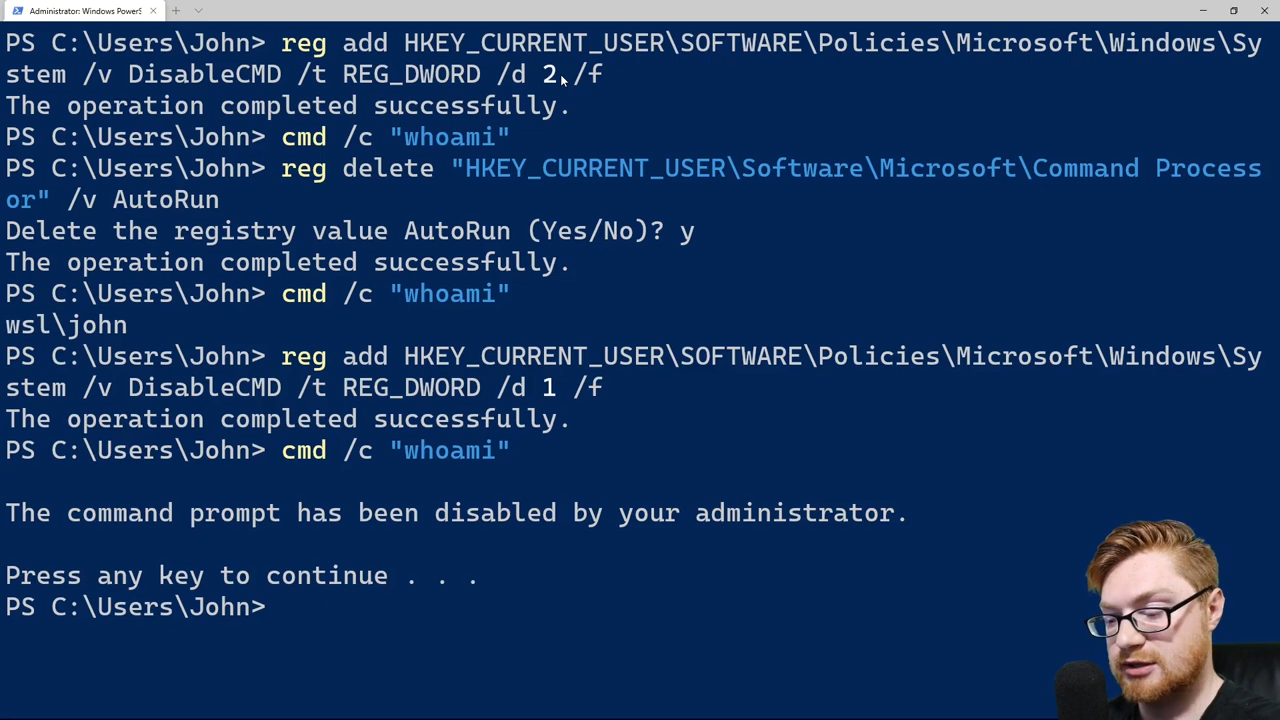 Administrator: Windows PowerS
PS C:\Users\John> reg add HKEY_CURRENT_USER\SOFTWARE\Policies\Microsoft\Windows\Sy
stem /v DisableCMD /t REG_DWORD /d 2 /f
The operation completed successfully.
PS C:\Users\John> cmd /c "whoami"
PS C:\Users\John> reg delete "HKEY_CURRENT_USER\Software\Microsoft\Command Process
or" /v AutoRun
Delete the registry value AutoRun (Yes/No)? y
The operation completed successfully.
PS C:\Users\John> cmd /c "whoami"
wsl\john
PS C:\Users\John> reg add HKEY_CURRENT_USER\SOFTWARE\Policies\Microsoft\Windows\Sy
stem /v DisableCMD /t REG_DWORD /d 1 /f
The operation completed successfully.
PS C:\Users\John> cmd /c "whoami"
The command prompt has been disabled by your administrator.
Press any key to continue . . .
PS C:\Users\John>